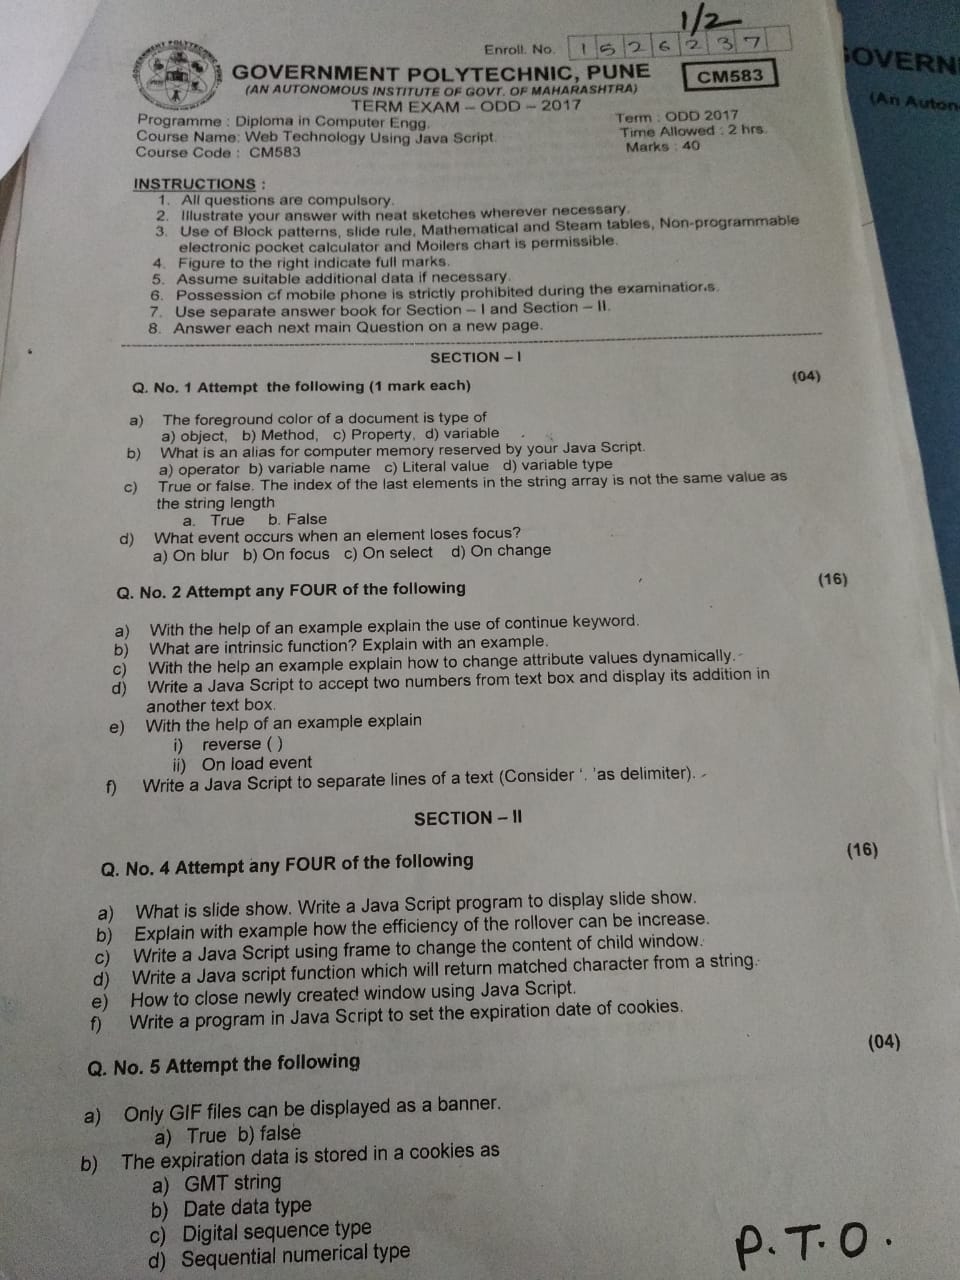 1/2
Enroll. No. 1 5 2 6 2 3 7
GOVERNMENT POLYTECHNIC, PUNE
CM583
(AN AUTONOMOUS INSTITUTE OF GOVT. OF MAHARASHTRA)
TERM EXAM – ODD – 2017
Programme : Diploma in Computer Engg.
Term : ODD 2017
Course Name: Web Technology Using Java Script.
Time Allowed : 2 hrs.
Course Code : CM583
Marks : 40
INSTRUCTIONS :
1. All questions are compulsory.
2. Illustrate your answer with neat sketches wherever necessary.
3. Use of Block patterns, slide rule, Mathematical and Steam tables, Non-programmable
electronic pocket calculator and Moilers chart is permissible.
4. Figure to the right indicate full marks.
5. Assume suitable additional data if necessary.
6. Possession of mobile phone is strictly prohibited during the examinations.
7. Use separate answer book for Section – I and Section – II.
8. Answer each next main Question on a new page.
SECTION – I
Q. No. 1 Attempt the following (1 mark each) (04)
a) The foreground color of a document is type of
a) object, b) Method, c) Property, d) variable
b) What is an alias for computer memory reserved by your Java Script.
a) operator b) variable name c) Literal value d) variable type
c) True or false. The index of the last elements in the string array is not the same value as
the string length
a. True b. False
d) What event occurs when an element loses focus?
a) On blur b) On focus c) On select d) On change
Q. No. 2 Attempt any FOUR of the following (16)
a) With the help of an example explain the use of continue keyword.
b) What are intrinsic function? Explain with an example.
c) With the help an example explain how to change attribute values dynamically.
d) Write a Java Script to accept two numbers from text box and display its addition in
another text box.
e) With the help of an example explain
i) reverse ( )
ii) On load event
f) Write a Java Script to separate lines of a text (Consider ‘. ’as delimiter).
SECTION – II
Q. No. 4 Attempt any FOUR of the following (16)
a) What is slide show. Write a Java Script program to display slide show.
b) Explain with example how the efficiency of the rollover can be increase.
c) Write a Java Script using frame to change the content of child window.
d) Write a Java script function which will return matched character from a string.
e) How to close newly created window using Java Script.
f) Write a program in Java Script to set the expiration date of cookies.
Q. No. 5 Attempt the following (04)
a) Only GIF files can be displayed as a banner.
a) True b) false
b) The expiration data is stored in a cookies as
a) GMT string
b) Date data type
c) Digital sequence type
d) Sequential numerical type
P.T.O.
GOVERN
(An Auton